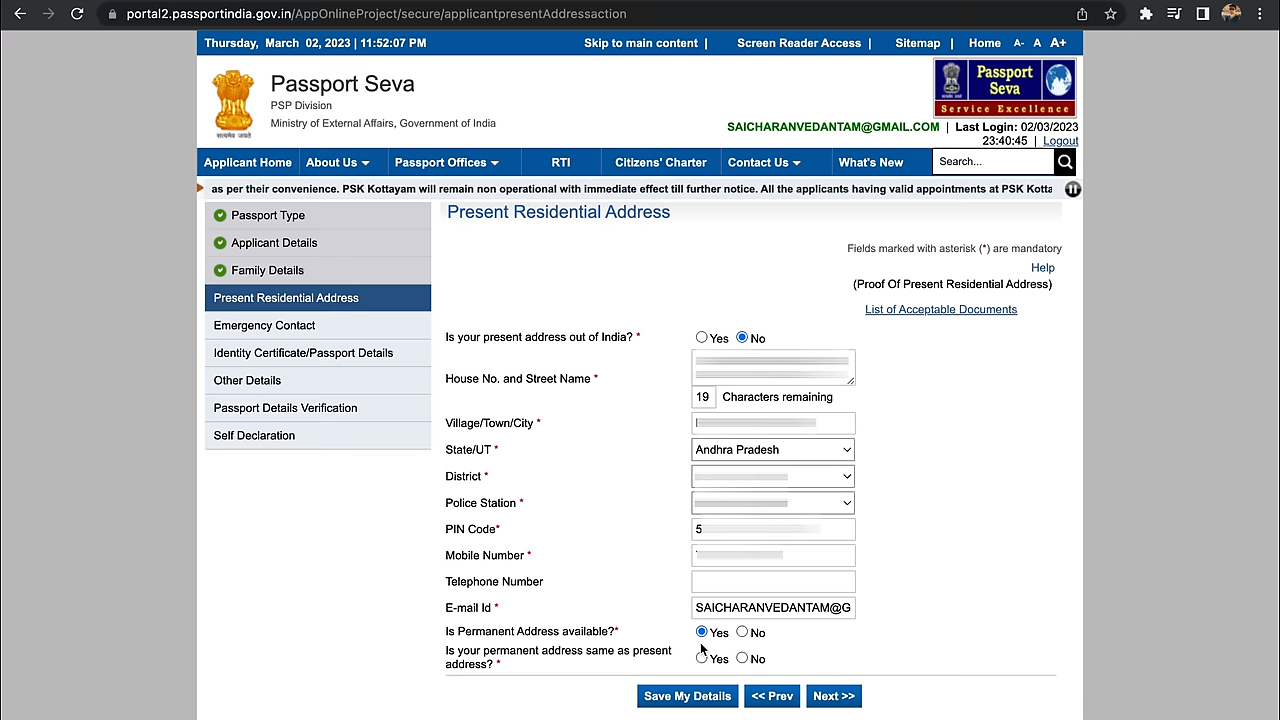 portal2.passportindia.gov.in/AppOnlineProject/secure/applicantpresentAddressaction
Thursday, March 02, 2023 | 11:52:07 PM
Skip to main content | Screen Reader Access | Sitemap | Home A- A A+
Passport Seva
PSP Division
Ministry of External Affairs, Government of India
सत्यमेव जयते
Passport
Seva
Service Excellence
SAICHARANVEDANTAM@GMAIL.COM | Last Login: 02/03/2023
23:40:45 | Logout
Applicant Home About Us Passport Offices RTI Citizens' Charter Contact Us What's New Search...
as per their convenience. PSK Kottayam will remain non operational with immediate effect till further notice. All the applicants having valid appointments at PSK Kotta
Passport Type
Applicant Details
Family Details
Present Residential Address
Emergency Contact
Identity Certificate/Passport Details
Other Details
Passport Details Verification
Self Declaration
Present Residential Address
Fields marked with asterisk (*) are mandatory
Help
(Proof Of Present Residential Address)
List of Acceptable Documents
Is your present address out of India? * Yes No
House No. and Street Name *
19 Characters remaining
Village/Town/City *
State/UT * Andhra Pradesh
District *
Police Station *
PIN Code* 5
Mobile Number *
Telephone Number
E-mail Id * SAICHARANVEDANTAM@G
Is Permanent Address available?* Yes No
Is your permanent address same as present
address? * Yes No
Save My Details << Prev Next >>